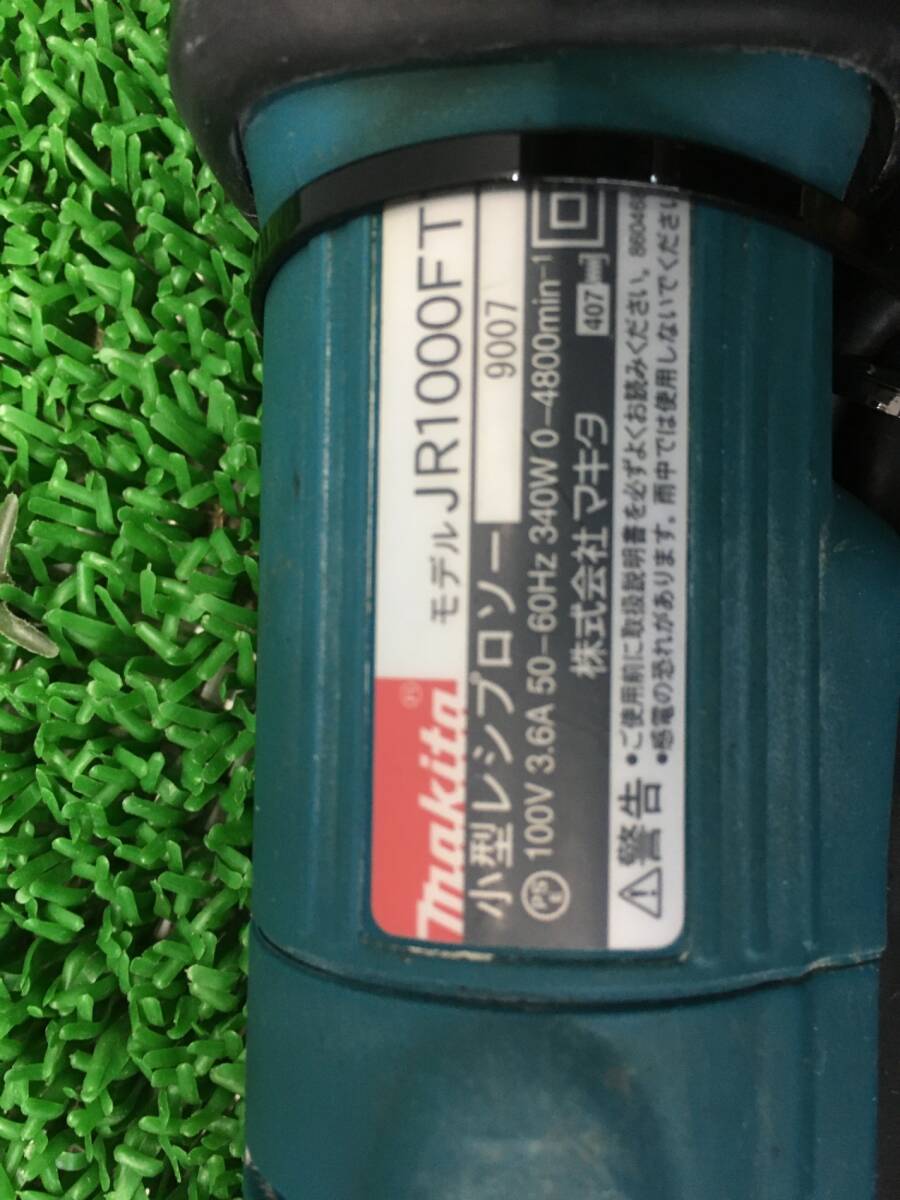 makita® モデル JR1000FT
小型レシプロソー 9007
PS E 100V 3.6A 50–60Hz 340W 0–4800min⁻¹
株式会社マキタ 407
警告 •ご使用前に取扱説明書を必ずよくお読みください。 86046
•感電の恐れがあります。雨中では使用しないでください